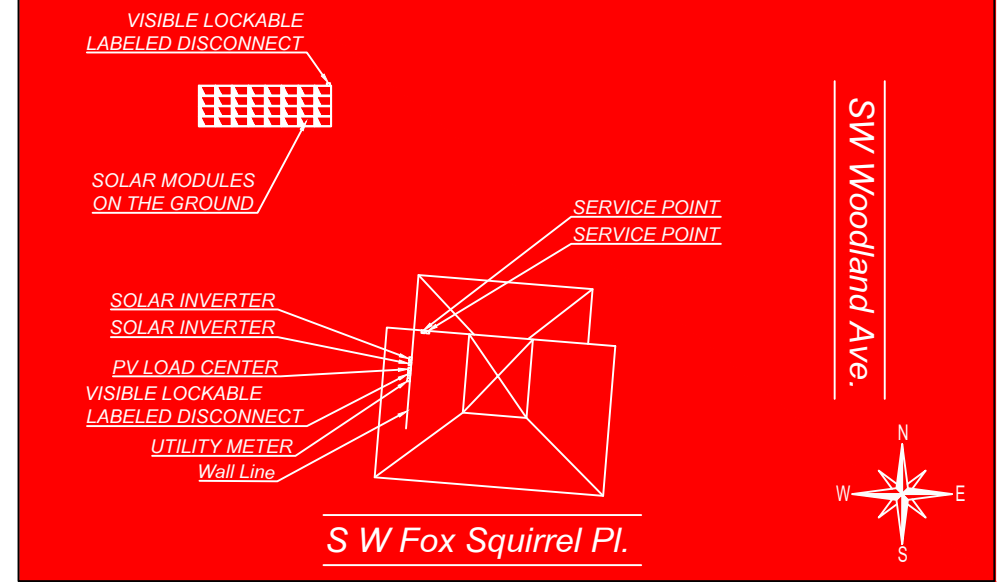 VISIBLE LOCKABLE
LABELED DISCONNECT
SOLAR MODULES
ON THE GROUND
SERVICE POINT
SERVICE POINT
SOLAR INVERTER
SOLAR INVERTER
PV LOAD CENTER
VISIBLE LOCKABLE
LABELED DISCONNECT
UTILITY METER
Wall Line
S W Fox Squirrel Pl.
SW Woodland Ave.
N
W
E
S